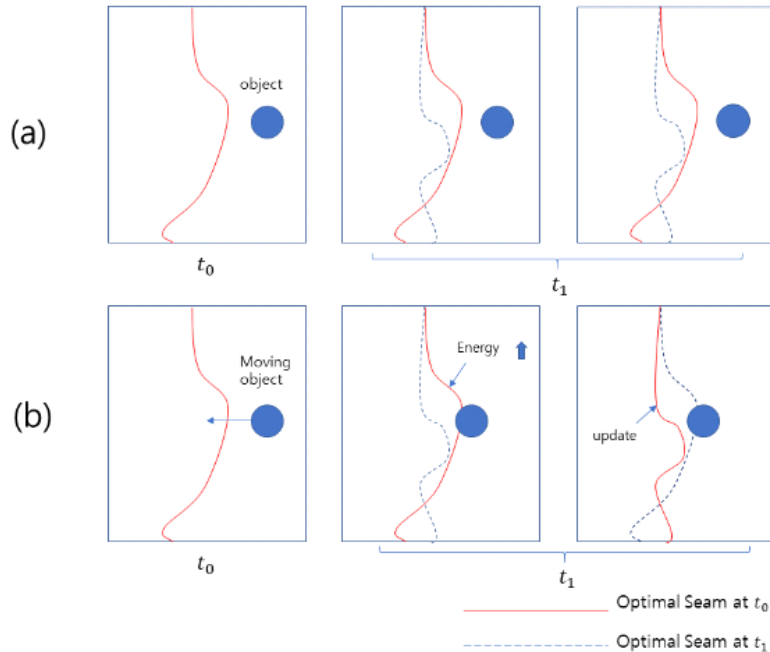 (a)
object
t₀
t₁
(b)
Moving
object
Energy
update
t₀
t₁
Optimal Seam at t₀
Optimal Seam at t₁